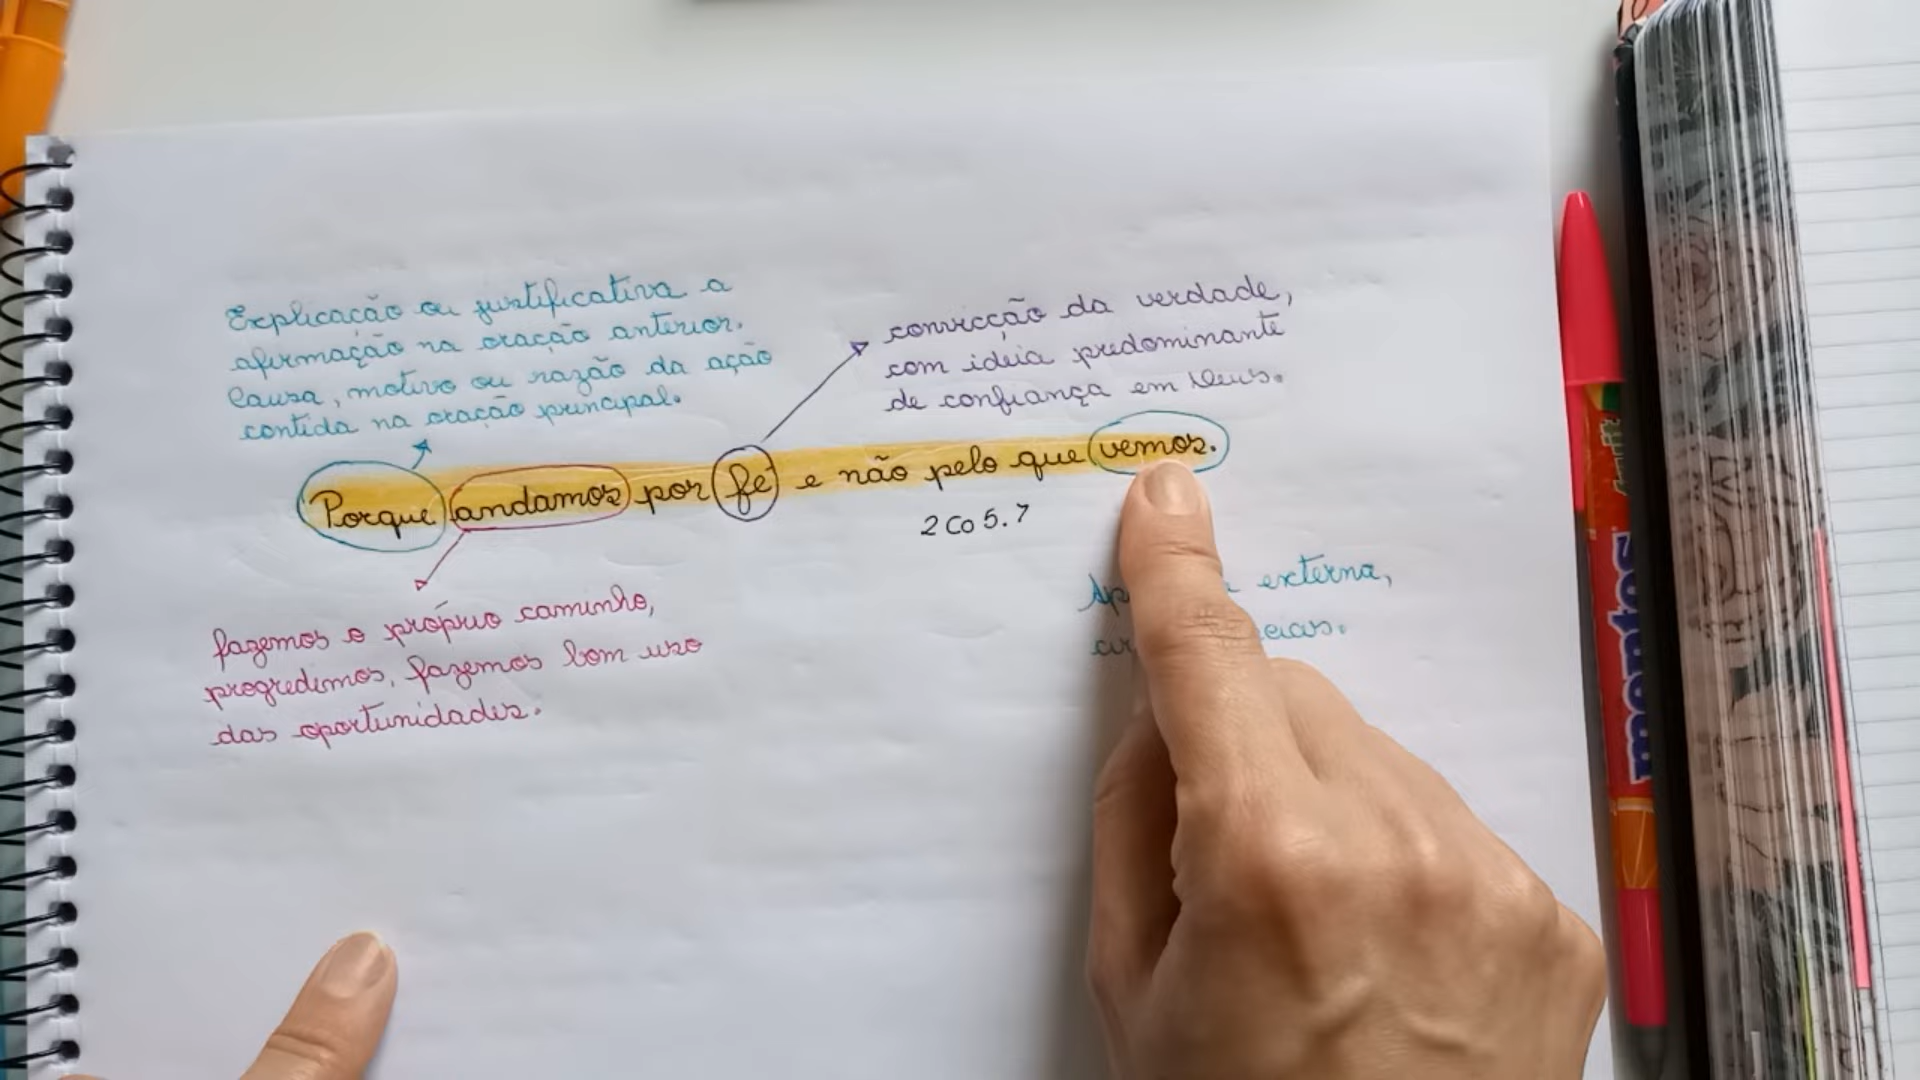 Explicação ou justificativa a
afirmação na oração anterior.
Causa, motivo ou razão da ação
contida na oração principal.
convicção da verdade,
com idéia predominante
de confiança em Deus.
Porque andamos por fé e não pelo que vemos.
2 Co 5.7
fazemos o próprio caminho,
progredimos, fazemos bom uso
das oportunidades.
externa,
mentos